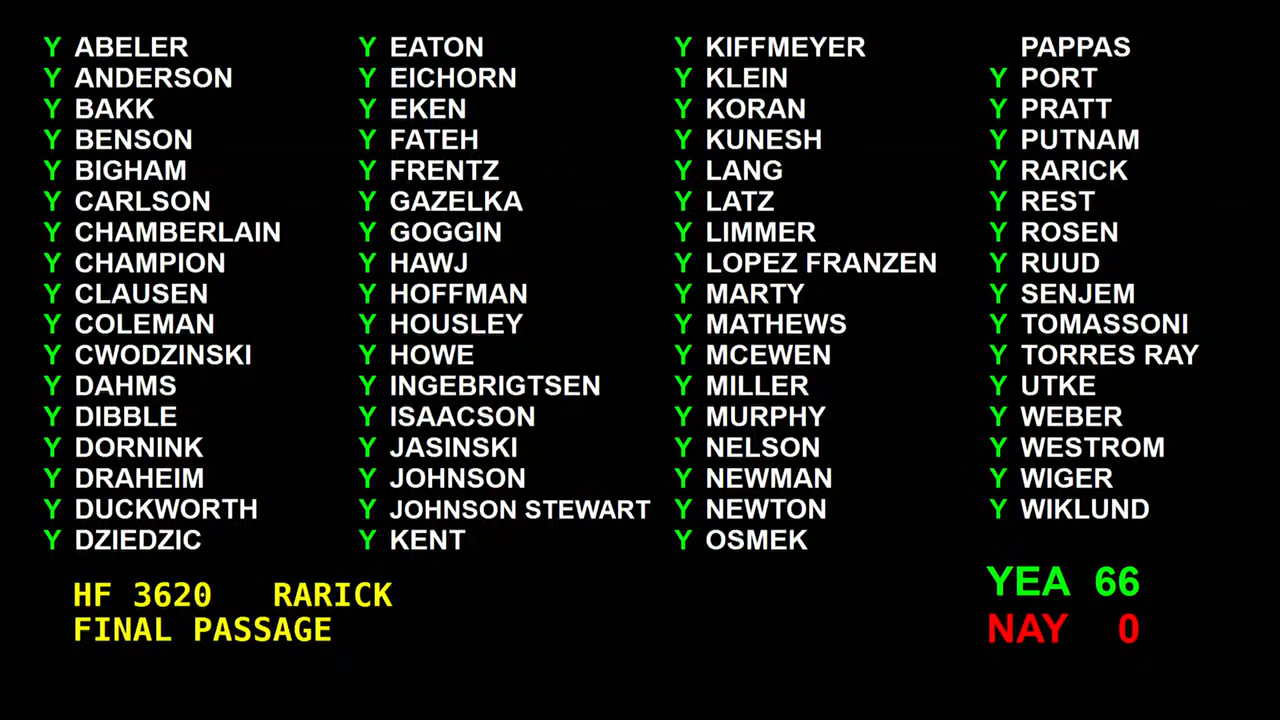 Y ABELER
Y ANDERSON
Y BAKK
Y BENSON
Y BIGHAM
Y CARLSON
Y CHAMBERLAIN
Y CHAMPION
Y CLAUSEN
Y COLEMAN
Y CWODZINSKI
Y DAHMS
Y DIBBLE
Y DORNINK
Y DRAHEIM
Y DUCKWORTH
Y DZIEDZIC
Y EATON
Y EICHORN
Y EKEN
Y FATEH
Y FRENTZ
Y GAZELKA
Y GOGGIN
Y HAWJ
Y HOFFMAN
Y HOUSLEY
Y HOWE
Y INGEBRIGTSEN
Y ISAACSON
Y JASINSKI
Y JOHNSON
Y JOHNSON STEWART
Y KENT
Y KIFFMEYER
Y KLEIN
Y KORAN
Y KUNESH
Y LANG
Y LATZ
Y LIMMER
Y LOPEZ FRANZEN
Y MARTY
Y MATHEWS
Y MCEWEN
Y MILLER
Y MURPHY
Y NELSON
Y NEWMAN
Y NEWTON
Y OSMEK
PAPPAS
Y PORT
Y PRATT
Y PUTNAM
Y RARICK
Y REST
Y ROSEN
Y RUUD
Y SENJEM
Y TOMASSONI
Y TORRES RAY
Y UTKE
Y WEBER
Y WESTROM
Y WIGER
Y WIKLUND
HF 3620 RARICK
FINAL PASSAGE
YEA 66
NAY 0